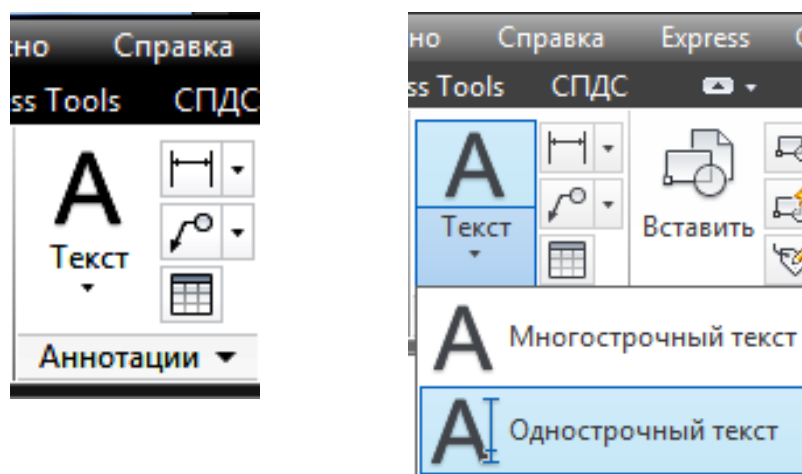 но Справка
ss Tools СПДС
Текст
Аннотации
но Справка Express
ss Tools СПДС
Текст
Вставить
Многострочный текст
Однострочный текст